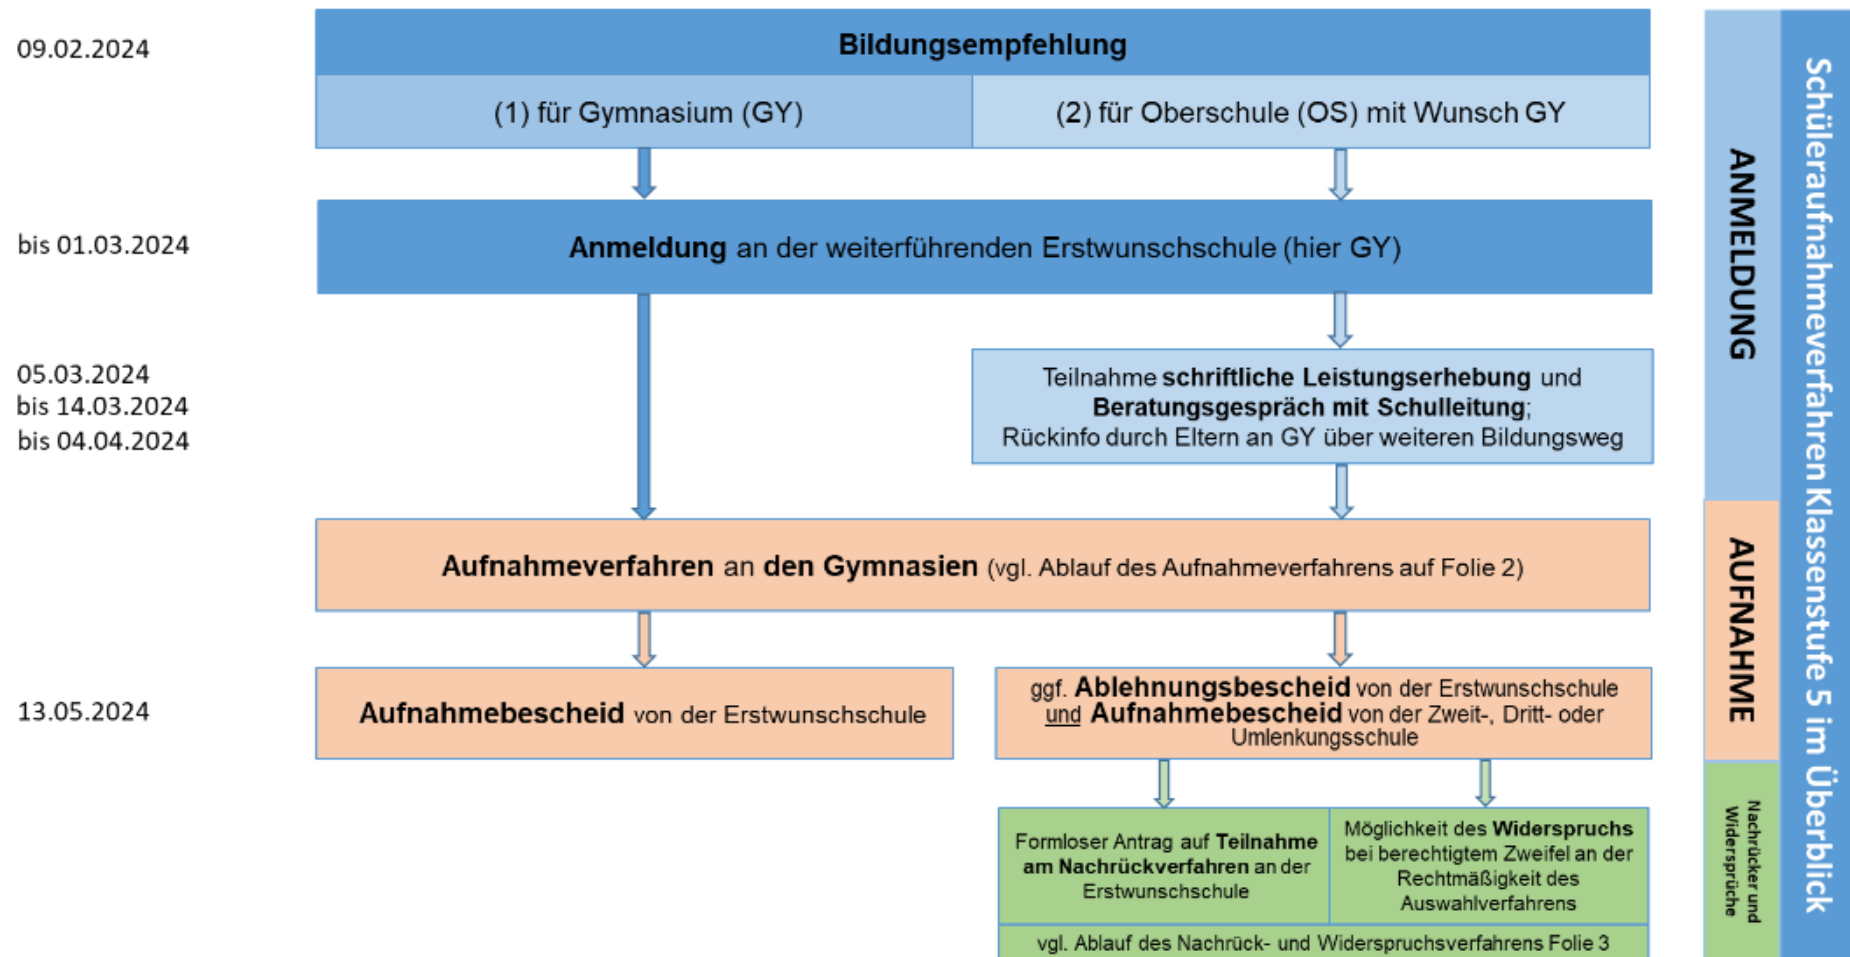 09.02.2024
Bildungsempfehlung
(1) für Gymnasium (GY)
(2) für Oberschule (OS) mit Wunsch GY
bis 01.03.2024
Anmeldung an der weiterführenden Erstwunschschule (hier GY)
05.03.2024
bis 14.03.2024
bis 04.04.2024
Teilnahme schriftliche Leistungserhebung und
Beratungsgespräch mit Schulleitung;
Rückinfo durch Eltern an GY über weiteren Bildungsweg
Aufnahmeverfahren an den Gymnasien (vgl. Ablauf des Aufnahmeverfahrens auf Folie 2)
13.05.2024
Aufnahmebescheid von der Erstwunschschule
ggf. Ablehnungsbescheid von der Erstwunschschule
und Aufnahmebescheid von der Zweit-, Dritt- oder
Umlenkungsschule
Formloser Antrag auf Teilnahme
am Nachrückverfahren an der
Erstwunschschule
Möglichkeit des Widerspruchs
bei berechtigtem Zweifel an der
Rechtmäßigkeit des
Auswahlverfahrens
vgl. Ablauf des Nachrück- und Widerspruchsverfahrens Folie 3
ANMELDUNG
AUFNAHME
Nachrücker und
Widersprüche
Schüleraufnahmeverfahren Klassenstufe 5 im Überblick